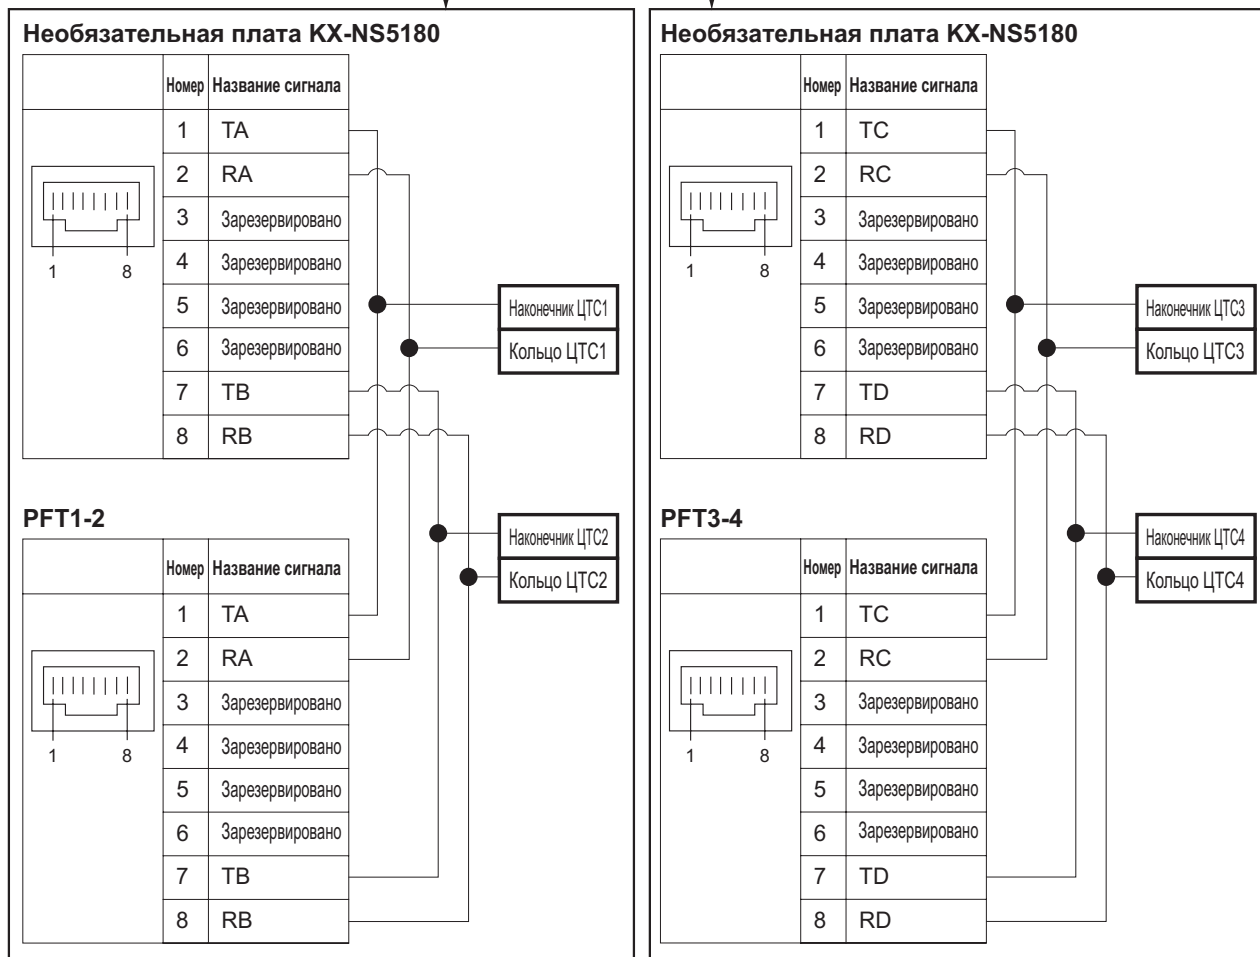 Необязательная плата KX-NS5180
Номер Название сигнала
1 TA
2 RA
3 Зарезервировано
4 Зарезервировано
5 Зарезервировано
6 Зарезервировано
7 TB
8 RB
1 8
Наконечник ЦТС1
Кольцо ЦТС1
PFT1-2
Номер Название сигнала
1 TA
2 RA
3 Зарезервировано
4 Зарезервировано
5 Зарезервировано
6 Зарезервировано
7 TB
8 RB
1 8
Наконечник ЦТС2
Кольцо ЦТС2
Необязательная плата KX-NS5180
Номер Название сигнала
1 TC
2 RC
3 Зарезервировано
4 Зарезервировано
5 Зарезервировано
6 Зарезервировано
7 TD
8 RD
1 8
Наконечник ЦТС3
Кольцо ЦТС3
PFT3-4
Номер Название сигнала
1 TC
2 RC
3 Зарезервировано
4 Зарезервировано
5 Зарезервировано
6 Зарезервировано
7 TD
8 RD
1 8
Наконечник ЦТС4
Кольцо ЦТС4